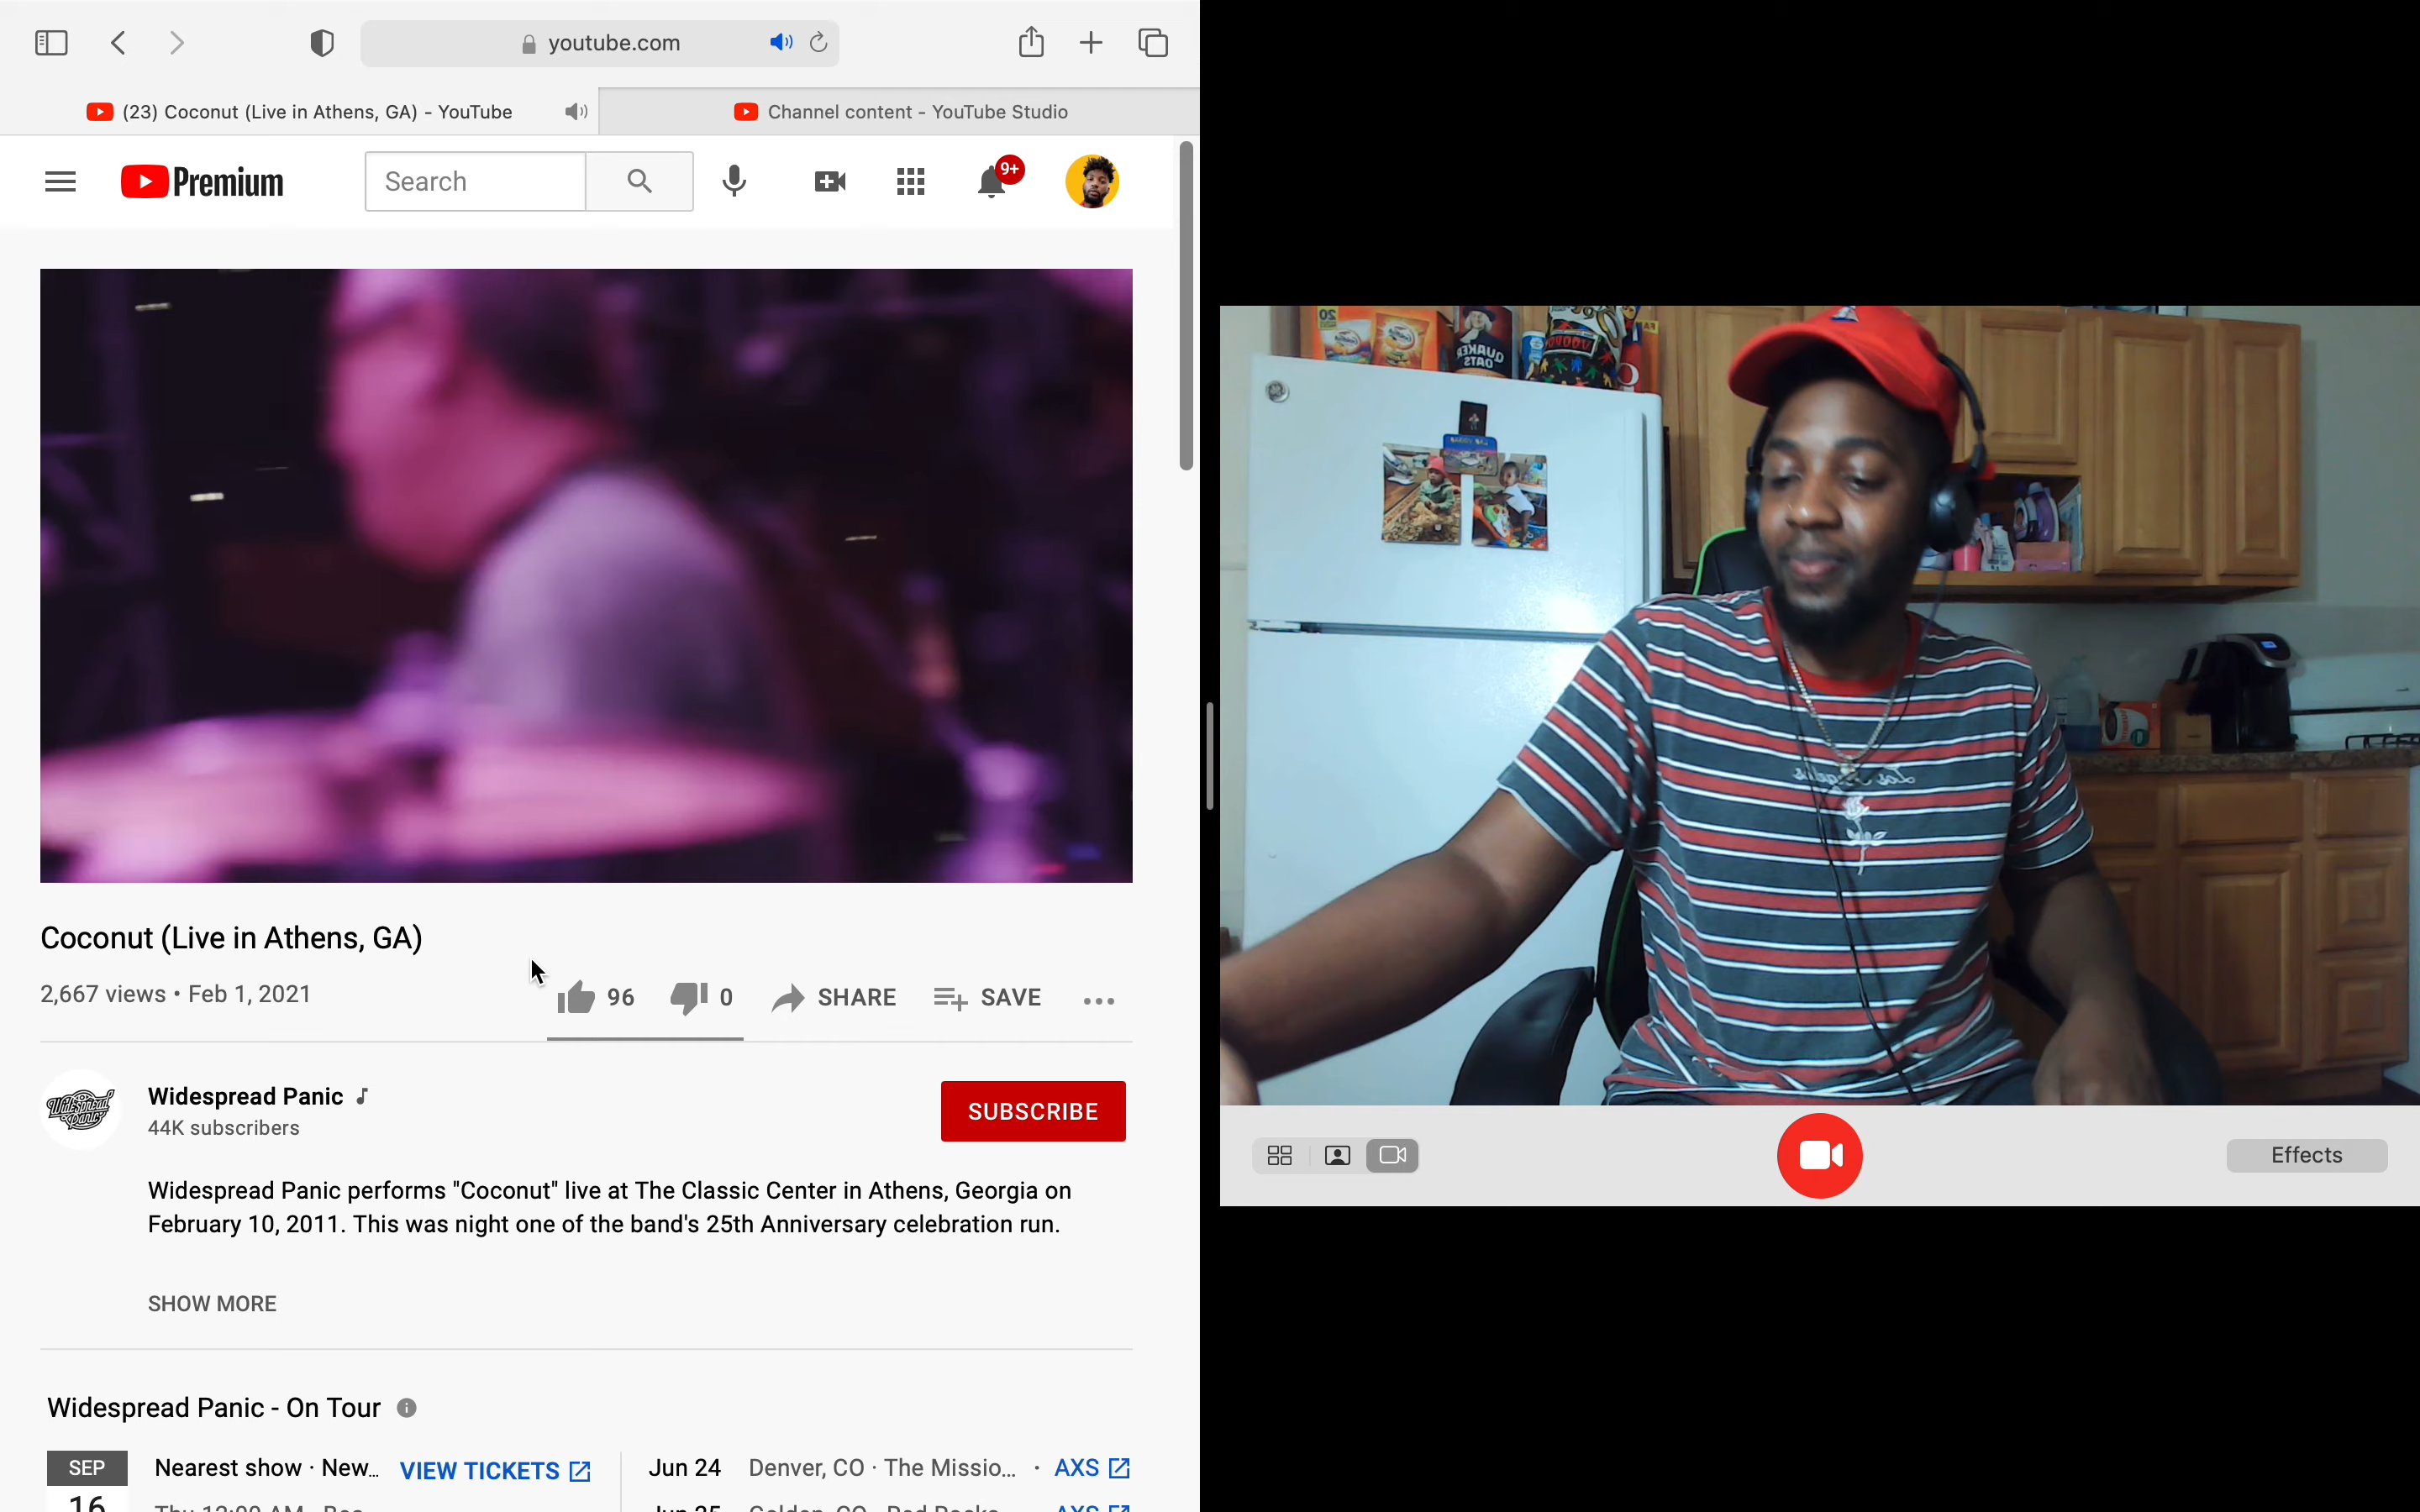 youtube.com
(23) Coconut (Live in Athens, GA) - YouTube
Channel content - YouTube Studio
Premium
Search
9+
Coconut (Live in Athens, GA)
2,667 views • Feb 1, 2021
96
0
SHARE
SAVE
Widespread Panic
44K subscribers
SUBSCRIBE
Widespread Panic performs "Coconut" live at The Classic Center in Athens, Georgia on
February 10, 2011. This was night one of the band's 25th Anniversary celebration run.
SHOW MORE
Widespread Panic - On Tour
SEP
16
Nearest show · New...
VIEW TICKETS
Jun 24
Denver, CO · The Missio...
· AXS
QUAKER
OATS
20
Effects